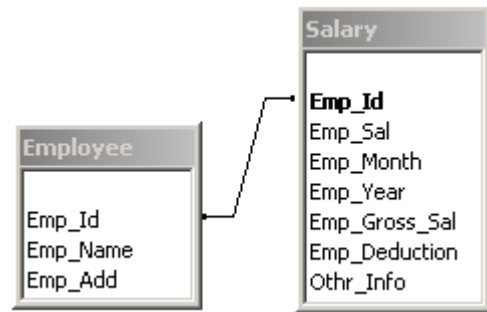 Employee
Emp_Id
Emp_Name
Emp_Add
Salary
Emp_Id
Emp_Sal
Emp_Month
Emp_Year
Emp_Gross_Sal
Emp_Deduction
Othr_Info